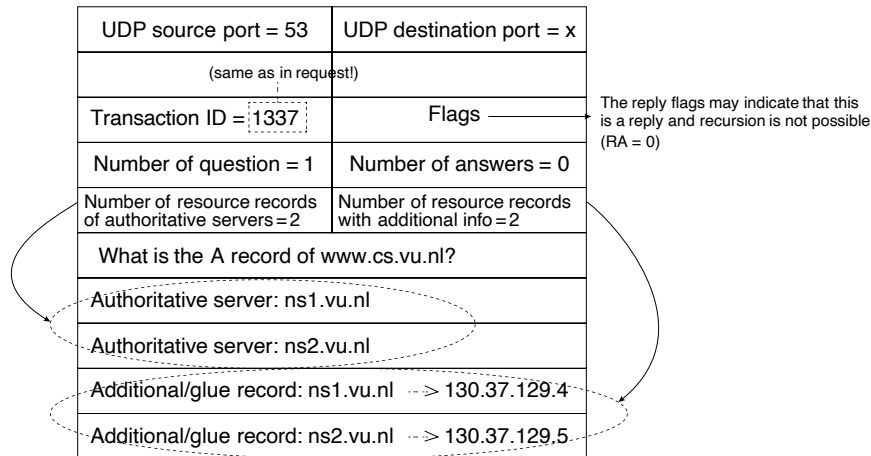 UDP source port = 53
UDP destination port = x
(same as in request!)
Transaction ID = 1337
Flags
The reply flags may indicate that this
is a reply and recursion is not possible
(RA = 0)
Number of question = 1
Number of answers = 0
Number of resource records
of authoritative servers=2
Number of resource records
with additional info=2
What is the A record of www.cs.vu.nl?
Authoritative server: ns1.vu.nl
Authoritative server: ns2.vu.nl
Additional/glue record: ns1.vu.nl -> 130.37.129.4
Additional/glue record: ns2.vu.nl -> 130.37.129.5